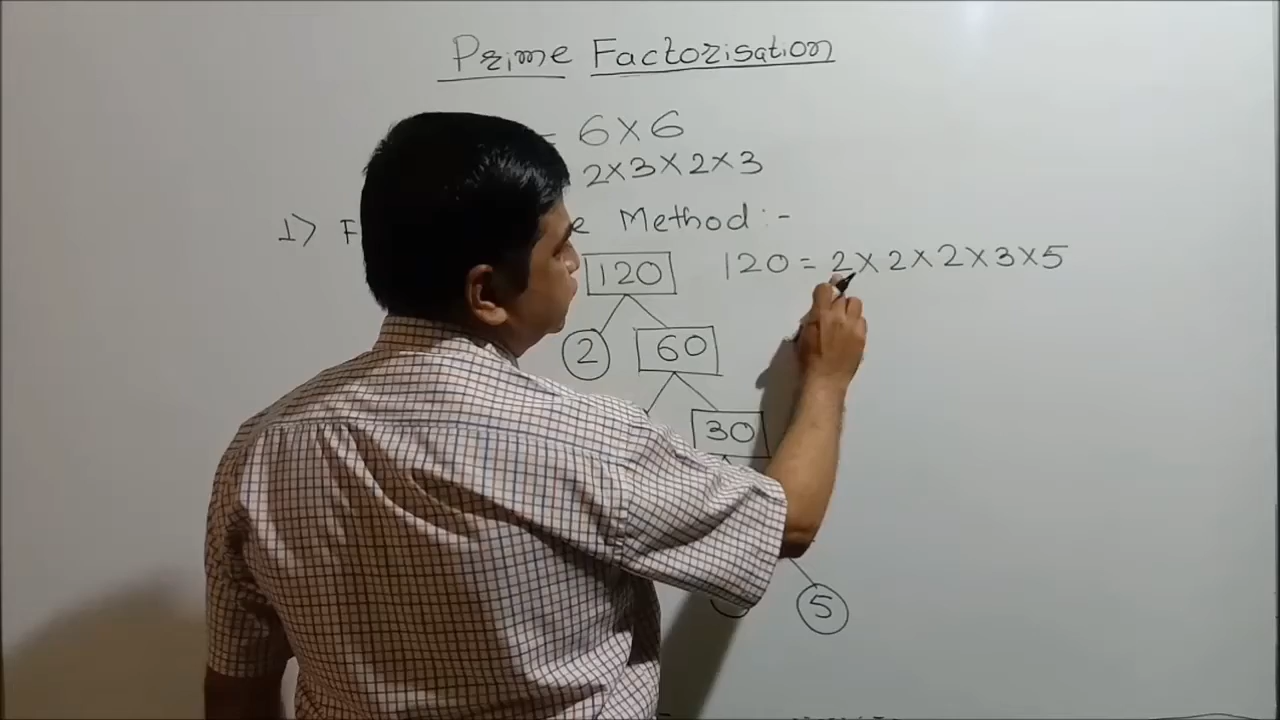 Prime Factorisation
= 6×6
2×3×2×3
1> Method :-
120 120 = 2×2×2×3×5
2 60
30
5